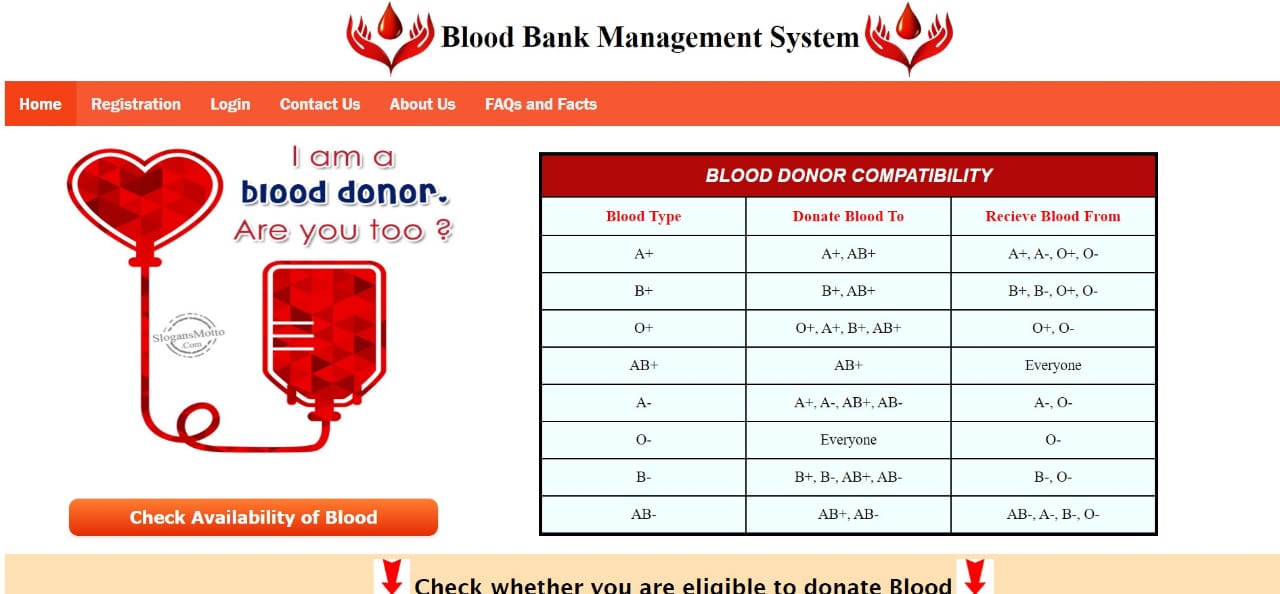 Blood Bank Management System
Home Registration Login Contact Us About Us FAQs and Facts
I am a
blood donor.
Are you too ?
SlogansMotto
.Com
Check Availability of Blood
BLOOD DONOR COMPATIBILITY
Blood Type Donate Blood To Recieve Blood From
A+ A+, AB+ A+, A-, O+, O-
B+ B+, AB+ B+, B-, O+, O-
O+ O+, A+, B+, AB+ O+, O-
AB+ AB+ Everyone
A- A+, A-, AB+, AB- A-, O-
O- Everyone O-
B- B+, B-, AB+, AB- B-, O-
AB- AB+, AB- AB-, A-, B-, O-
Check whether you are eligible to donate Blood